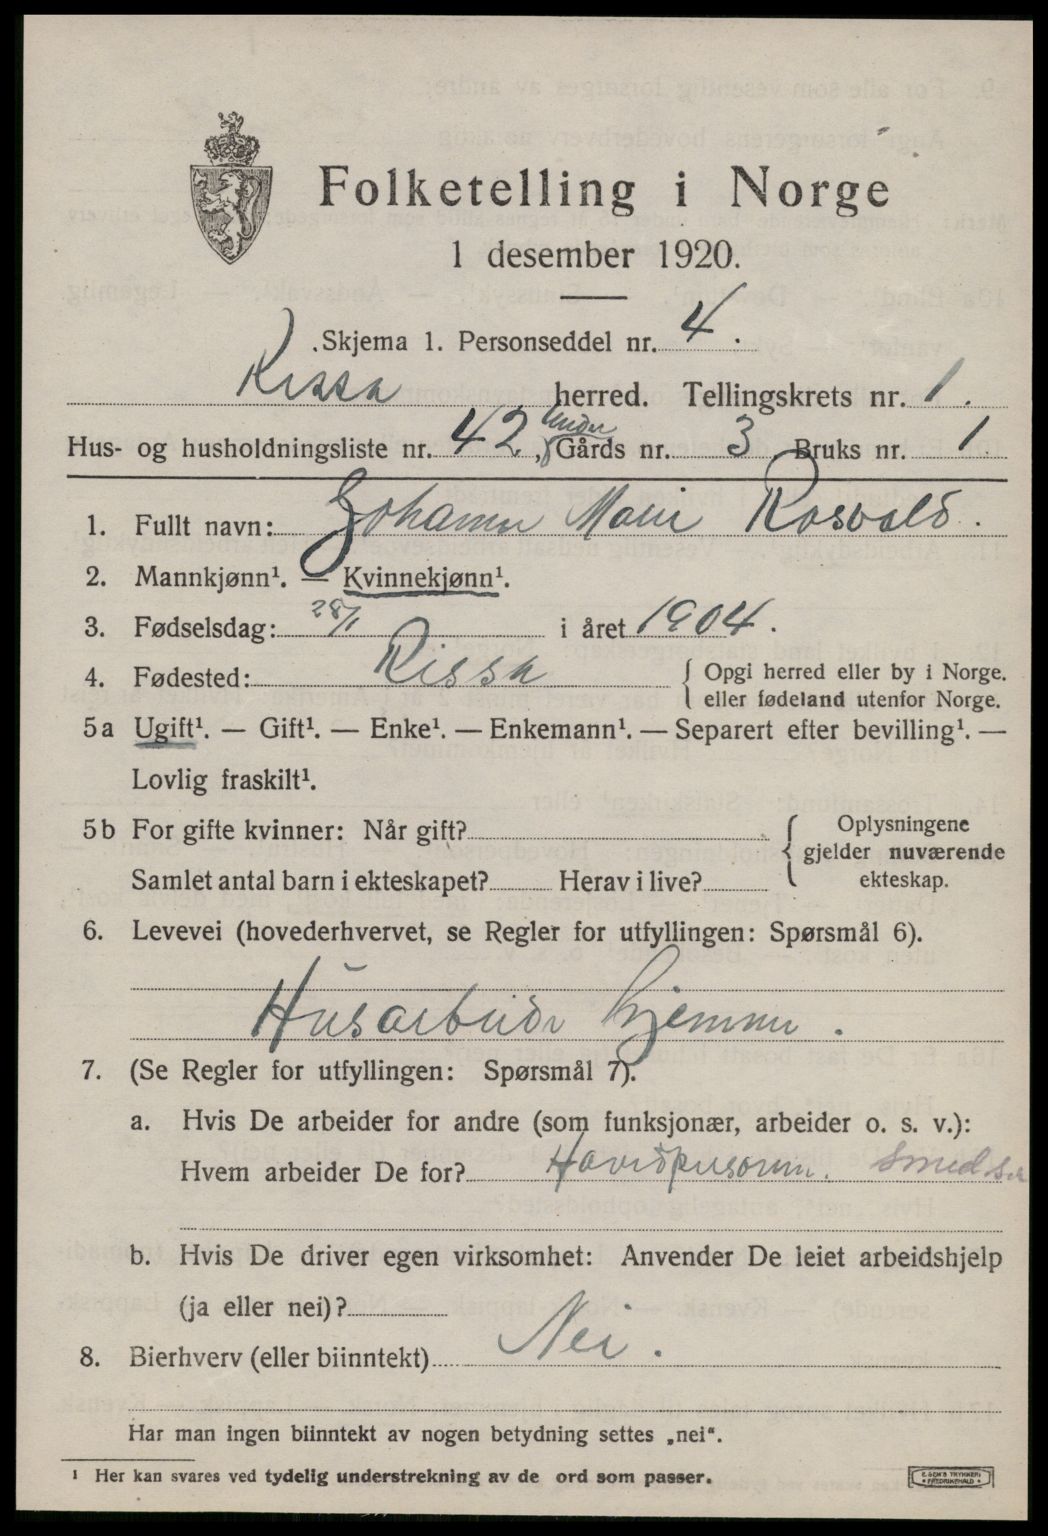 Folketelling i Norge
1 desember 1920.
Skjema 1. Personseddel nr. 4.
Rissa herred. Tellingskrets nr. 1.
Hus- og husholdningsliste nr. 42, under Gårds nr. 3 Bruks nr. 1
1. Fullt navn: Johanne Marie Rosvold.
2. Mannkjønn¹. — Kvinnekjønn¹.
3. Fødselsdag: 28/1 i året 1904.
4. Fødested: Rissa { Opgi herred eller by i Norge.
eller fødeland utenfor Norge.
5a Ugift¹. — Gift¹. — Enke¹. — Enkemann¹. — Separert efter bevilling¹. —
Lovlig fraskilt¹.
5b For gifte kvinner: Når gift? { Oplysningene
gjelder nuværende
Samlet antal barn i ekteskapet? Herav i live? ekteskap.
6. Levevei (hovederhvervet, se Regler for utfyllingen: Spørsmål 6).
Husarbeide hjemme.
7. (Se Regler for utfyllingen: Spørsmål 7).
a. Hvis De arbeider for andre (som funksjonær, arbeider o. s. v.):
Hvem arbeider De for?
b. Hvis De driver egen virksomhet: Anvender De leiet arbeidshjelp
(ja eller nei)?
8. Bierhverv (eller biinntekt) Nei.
Har man ingen biinntekt av nogen betydning settes „nei".
¹ Her kan svares ved tydelig understrekning av de ord som passer.